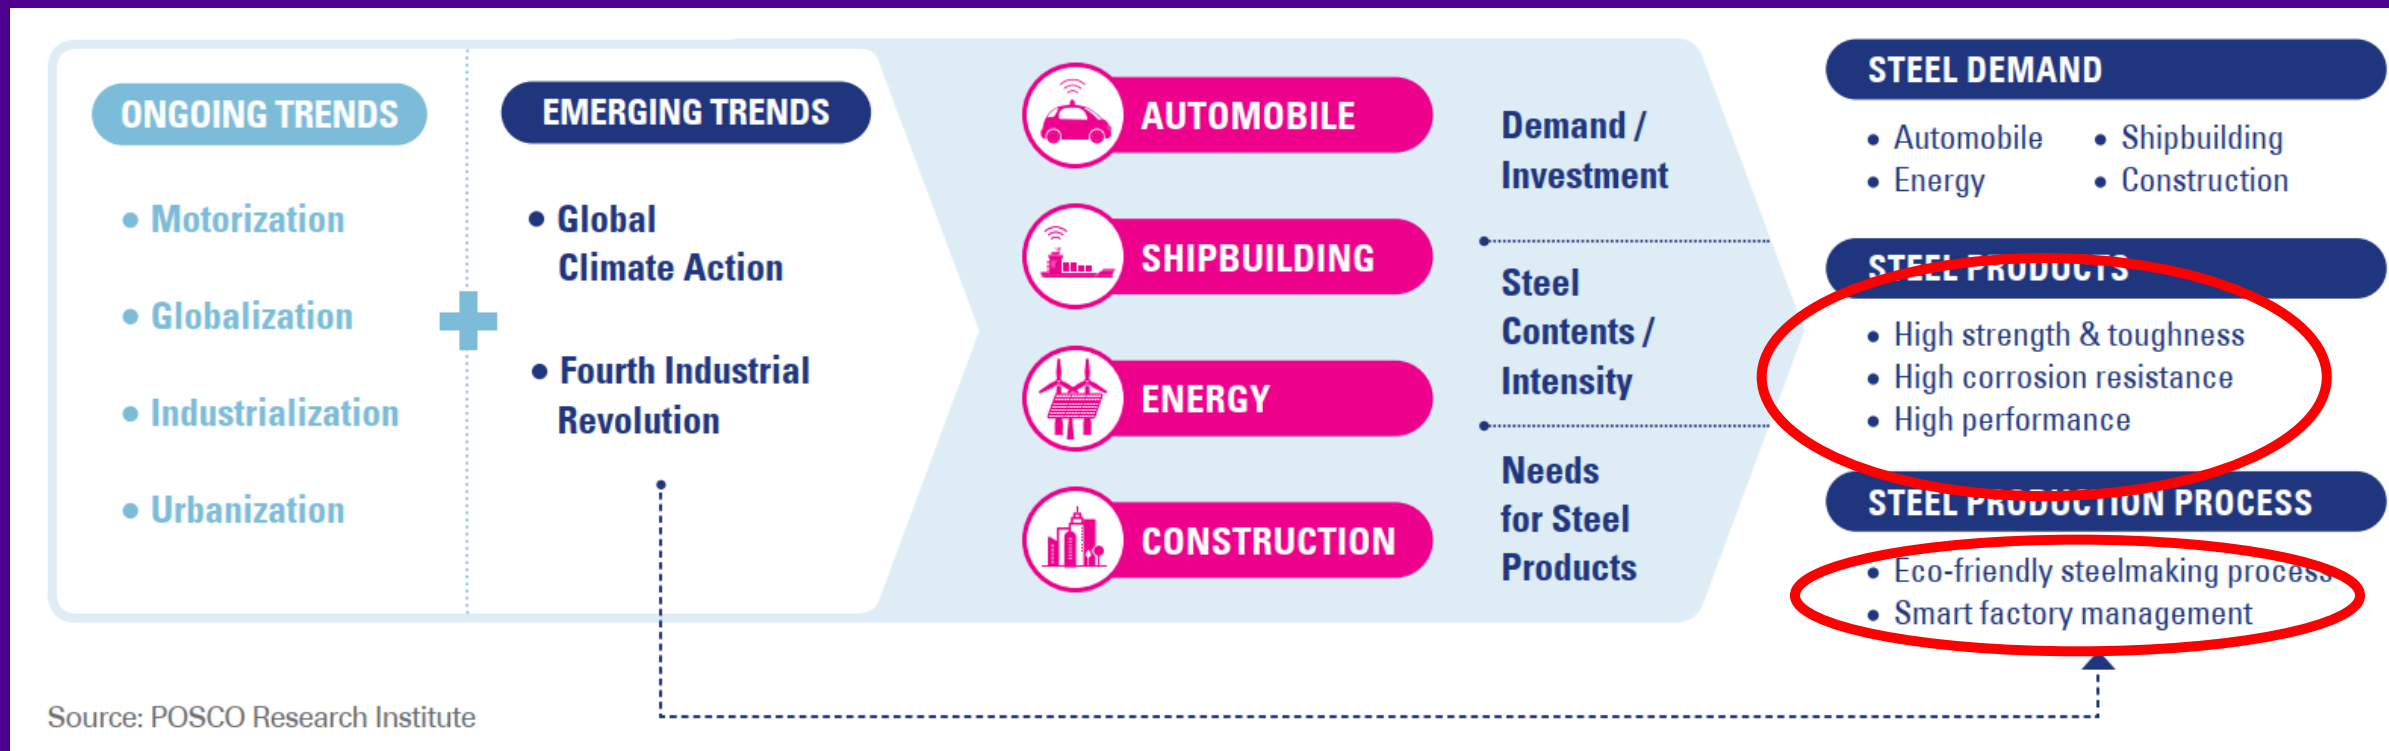 ONGOING TRENDS
• Motorization
• Globalization
• Industrialization
• Urbanization
EMERGING TRENDS
• Global
Climate Action
• Fourth Industrial
Revolution
AUTOMOBILE
SHIPBUILDING
ENERGY
CONSTRUCTION
Demand /
Investment
Steel
Contents /
Intensity
Needs
for Steel
Products
STEEL DEMAND
• Automobile • Shipbuilding
• Energy • Construction
STEEL PRODUCTS
• High strength & toughness
• High corrosion resistance
• High performance
STEEL PRODUCTION PROCESS
• Eco-friendly steelmaking process
• Smart factory management
Source: POSCO Research Institute